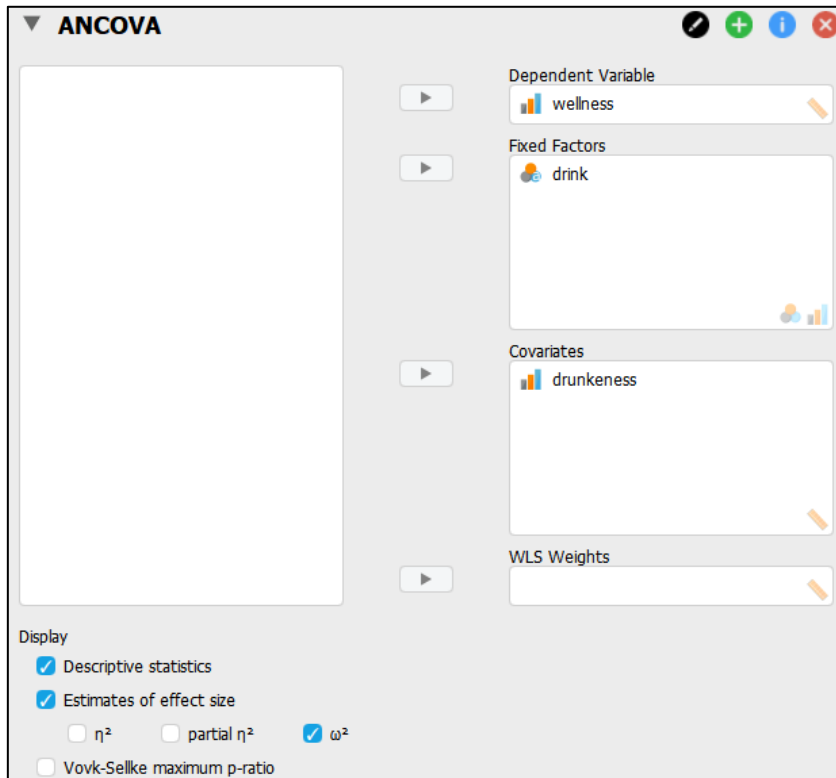 ANCOVA
Dependent Variable
wellness
Fixed Factors
drink
Covariates
drunkeness
WLS Weights
Display
Descriptive statistics
Estimates of effect size
η² partial η² ω²
Vovk-Sellke maximum p-ratio